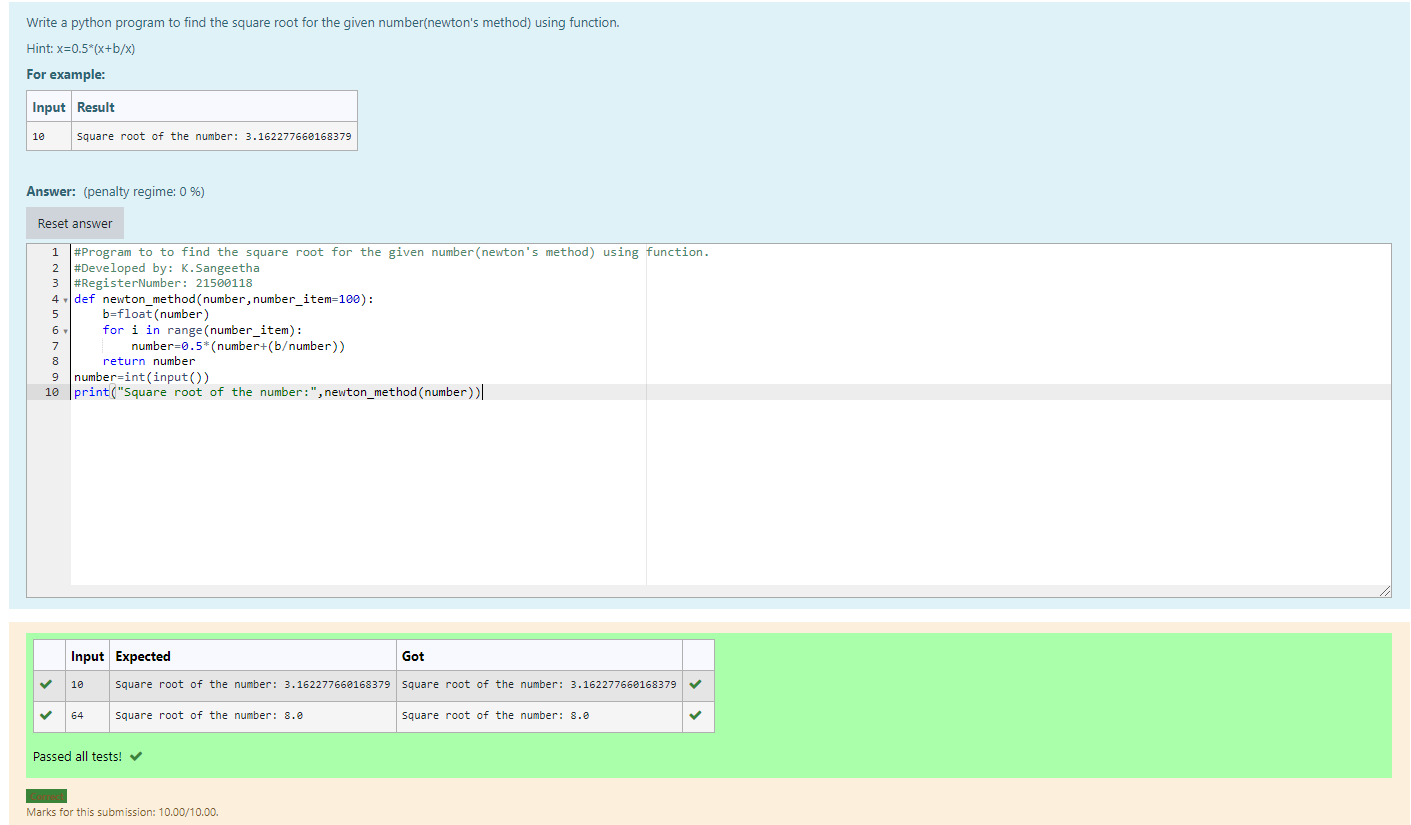 Write a python program to find the square root for the given number(newton's method) using function.
Hint: x=0.5*(x+b/x)
For example:
Input Result
10 Square root of the number: 3.162277660168379
Answer: (penalty regime: 0 %)
Reset answer
1 #Program to to find the square root for the given number(newton's method) using function.
2 #Developed by: K.Sangeetha
3 #RegisterNumber: 21500118
4 def newton_method(number,number_item=100):
5 b=float(number)
6 for i in range(number_item):
7 number=0.5*(number+(b/number))
8 return number
9 number=int(input())
10 print("Square root of the number:",newton_method(number))
Input Expected Got
10 Square root of the number: 3.162277660168379 Square root of the number: 3.162277660168379
64 Square root of the number: 8.0 Square root of the number: 8.0
Passed all tests!
Marks for this submission: 10.00/10.00.